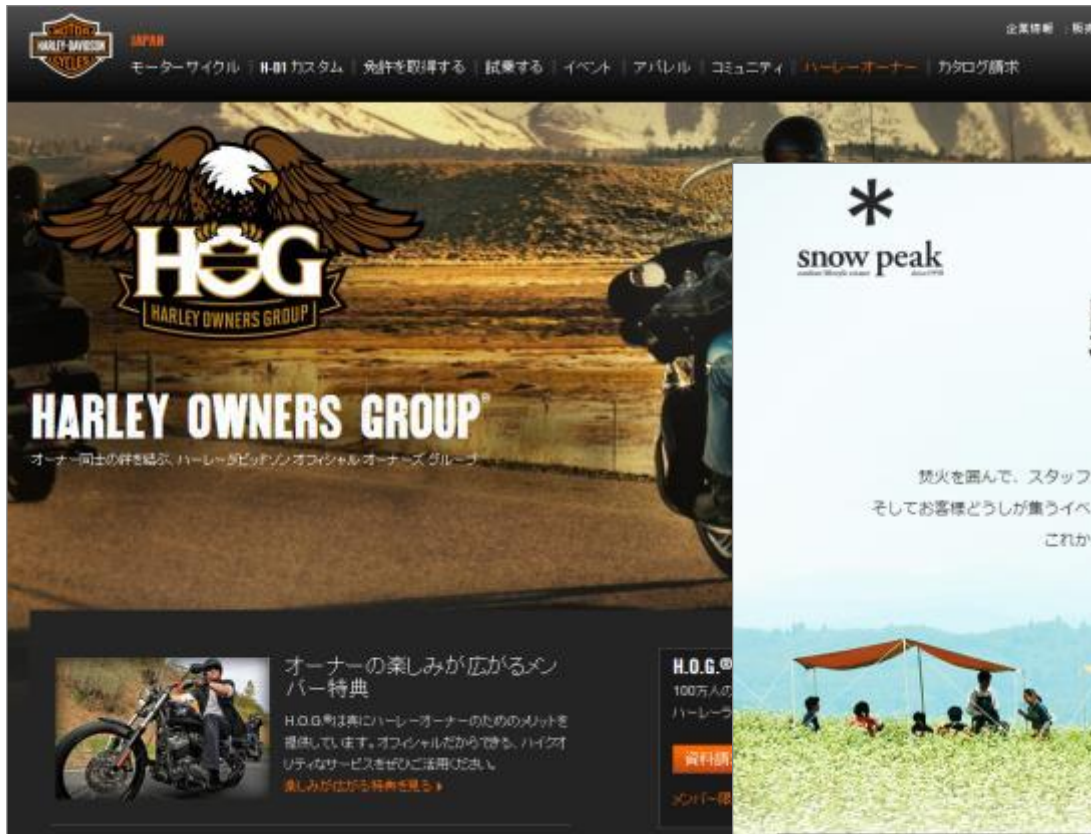 MOTOR
HARLEY-DAVIDSON
CYCLES
JAPAN
企業情報
モーターサイクル
H-D1 カスタム
免許を取得する
試乗する
イベント
アパレル
コミュニティ
ハーレーオーナー
カタログ請求
HOG
HARLEY OWNERS GROUP
HARLEY OWNERS GROUP®
オーナー同士の絆を結ぶ、ハーレーダビッドソン オフィシャル オーナーズ グループ
オーナーの楽しみが広がるメン
バー特典
H.O.G.®は真にハーレーオーナーのためのメリットを
提供しています。オフィシャルだからできる、ハイクオ
リティなサービスをぜひご活用ください。
楽しみが広がる特典を見る
H.O.G.®
100万人の
ハーレーラ
資料請
メンバー限
snow peak
焚火を囲んで、スタッフ
そしてお客様どうしが集うイベ
これか